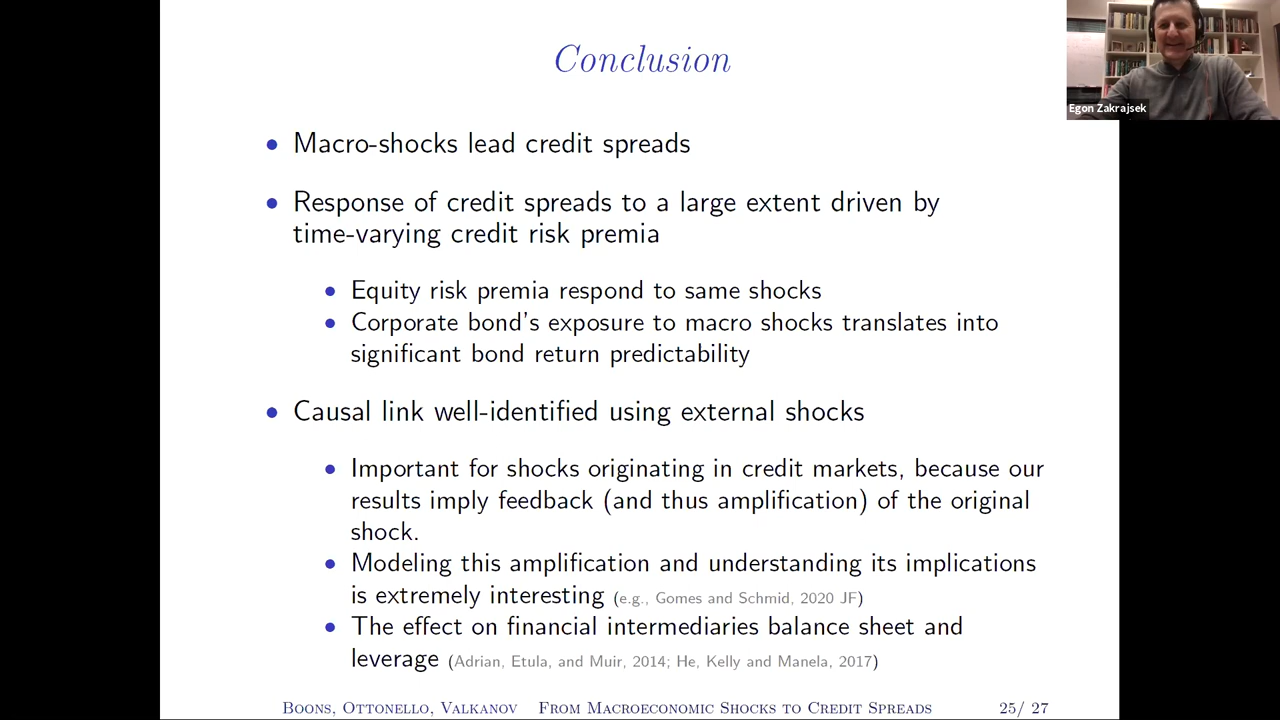 Conclusion
Egon Zakrajsek
• Macro-shocks lead credit spreads
• Response of credit spreads to a large extent driven by
time-varying credit risk premia
• Equity risk premia respond to same shocks
• Corporate bond's exposure to macro shocks translates into
significant bond return predictability
• Causal link well-identified using external shocks
• Important for shocks originating in credit markets, because our
results imply feedback (and thus amplification) of the original
shock.
• Modeling this amplification and understanding its implications
is extremely interesting (e.g., Gomes and Schmid, 2020 JF)
• The effect on financial intermediaries balance sheet and
leverage (Adrian, Etula, and Muir, 2014; He, Kelly and Manela, 2017)
Boons, Ottonello, Valkanov From Macroeconomic Shocks to Credit Spreads 25/ 27